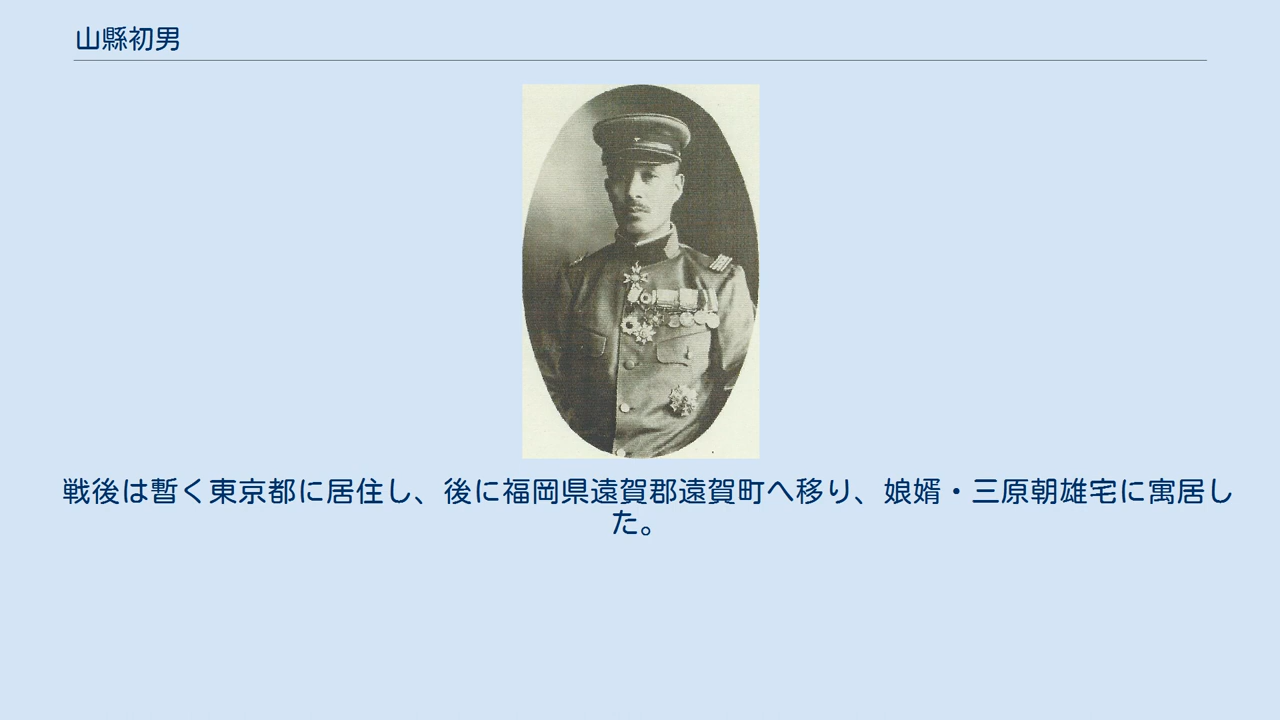 山縣初男
戦後は暫く東京都に居住し、後に福岡県遠賀郡遠賀町へ移り、娘婿・三原朝雄宅に寓居し
た。